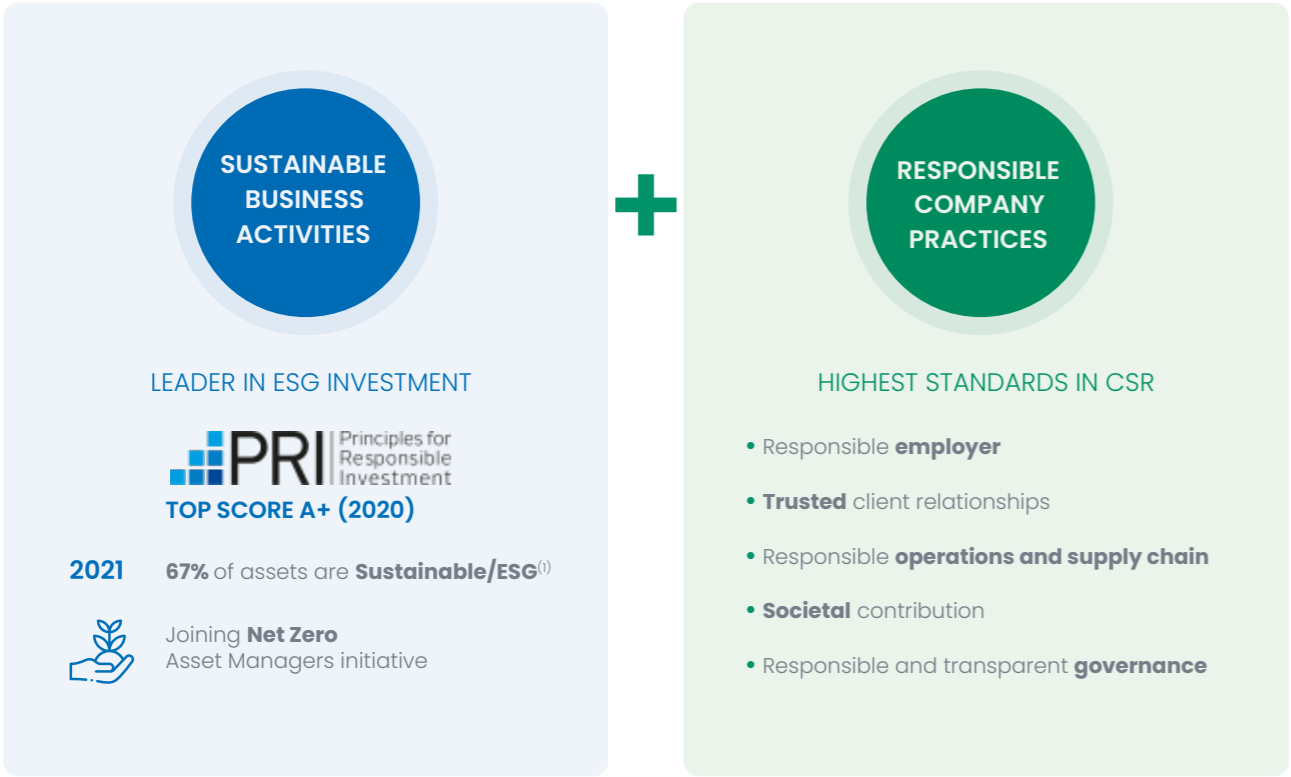 SUSTAINABLE
BUSINESS
ACTIVITIES
LEADER IN ESG INVESTMENT
PRI
Principles for
Responsible
Investment
TOP SCORE A+ (2020)
2021
67% of assets are Sustainable/ESG(1)
Joining Net Zero
Asset Managers initiative
+
RESPONSIBLE
COMPANY
PRACTICES
HIGHEST STANDARDS IN CSR
• Responsible employer
• Trusted client relationships
• Responsible operations and supply chain
• Societal contribution
• Responsible and transparent governance